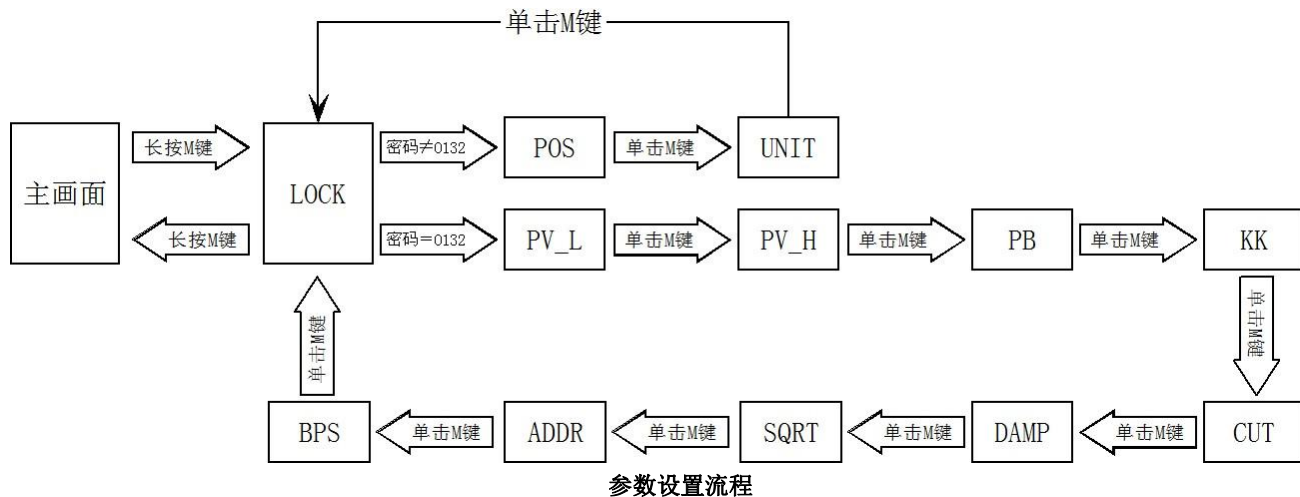 单击M键
主画面
长按M键
长按M键
LOCK
密码≠0132
POS
单击M键
UNIT
密码=0132
PV_L
单击M键
PV_H
单击M键
PB
单击M键
KK
单击M键
CUT
单击M键
DAMP
单击M键
SQRT
单击M键
ADDR
单击M键
BPS
单击M键
参数设置流程